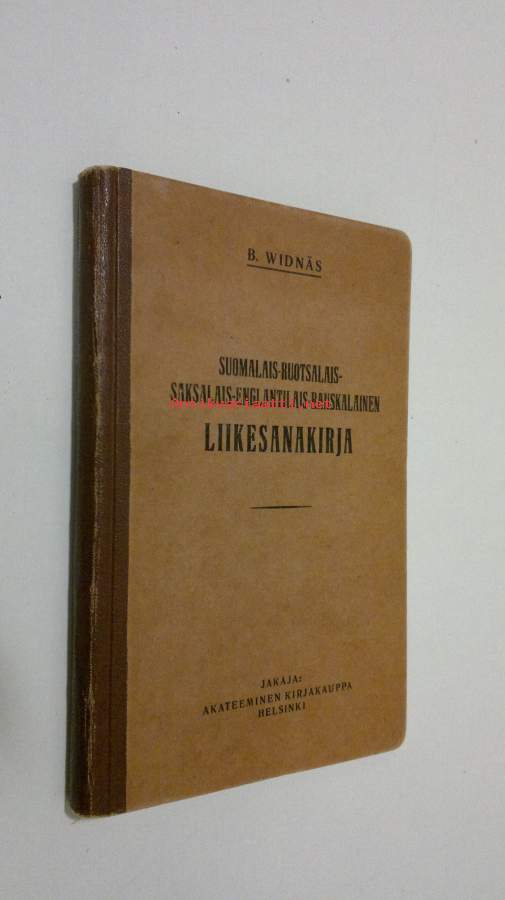 B. WIDNÄS
SUOMALAIS-RUOTSALAIS-
SAKSALAIS-ENGLANTILAIS-RANSKALAINEN
LIIKESANAKIRJA
JAKAJA:
AKATEEMINEN KIRJAKAUPPA
HELSINKI